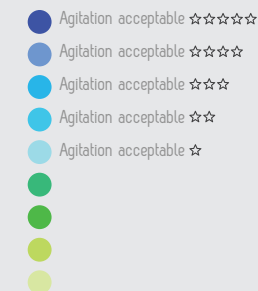 Agitation acceptable ☆☆☆☆☆
Agitation acceptable ☆☆☆☆
Agitation acceptable ☆☆☆
Agitation acceptable ☆☆
Agitation acceptable ☆